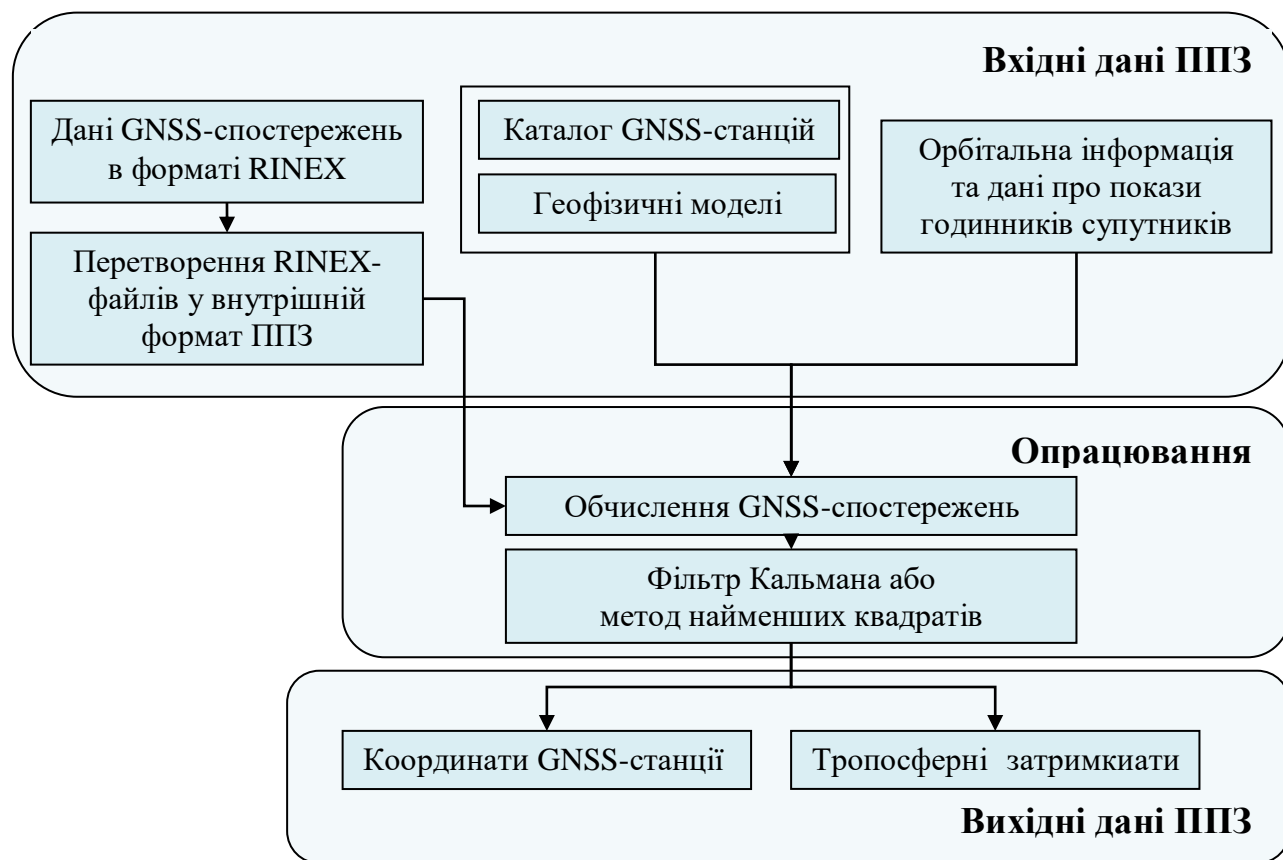 Вхідні дані ППЗ
Дані GNSS-спостережень
в форматі RINEX
Перетворення RINEX-
файлів у внутрішній
формат ППЗ
Каталог GNSS-станцій
Геофізичні моделі
Орбітальна інформація
та дані про покази
годинників супутників
Опрацювання
Обчислення GNSS-спостережень
Фільтр Кальмана або
метод найменших квадратів
Координати GNSS-станції
Тропосферні затримкиати
Вихідні дані ППЗ